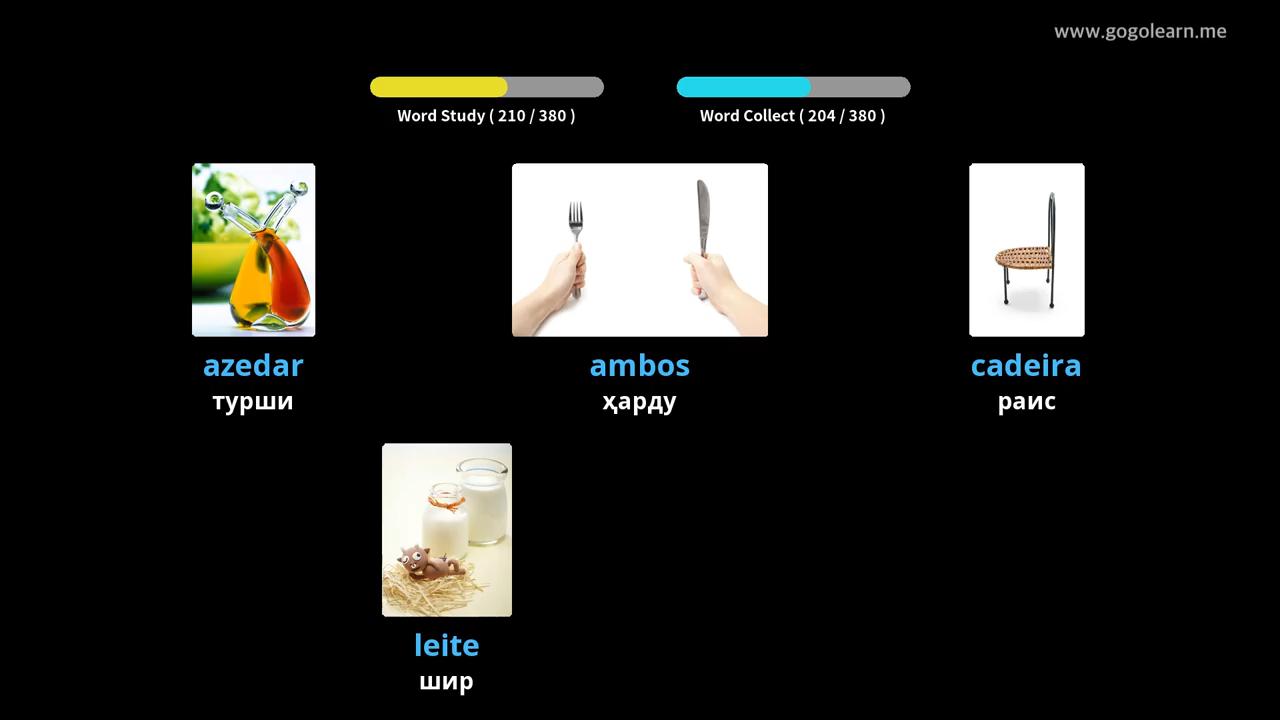 www.gogolearn.me
Word Study ( 210 / 380 )
Word Collect ( 204 / 380 )
azedar
турши
ambos
ҳарду
cadeira
раис
leite
шир